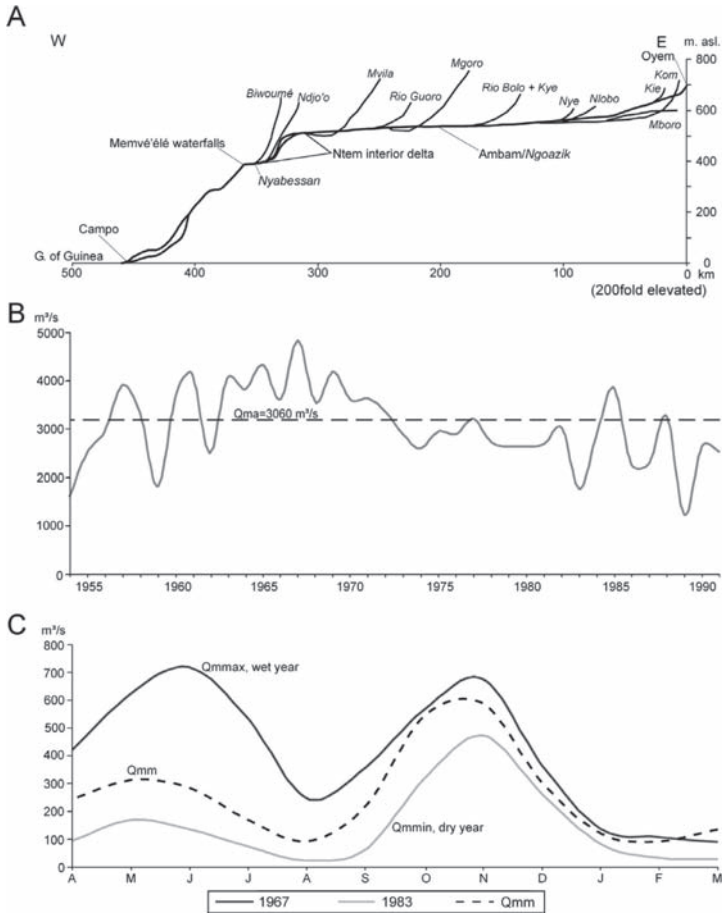 A
W
E
m. asl.
Oyem
800
Kom
Kie
Mgoro
Mvila
Biwoumé
Ndjo'o
Rio Guoro
Rio Bolo + Kye
Nye
Nlobo
Mboro
600
Memvé'élé waterfalls
Ntem interior delta
Ambam/Ngoazik
400
Nyabessan
200
Campo
G. of Guinea
0
500
400
300
200
100
0 km
(200fold elevated)
B
m³/s
5000
4000
Qma=3060 m³/s
3000
2000
1000
0
1955
1960
1965
1970
1975
1980
1985
1990
C
m³/s
800
700
Qmmax, wet year
600
500
400
300
Qmm
200
Qmmin, dry year
100
0
A M J J A S O N D J F M
1967 1983 Qmm